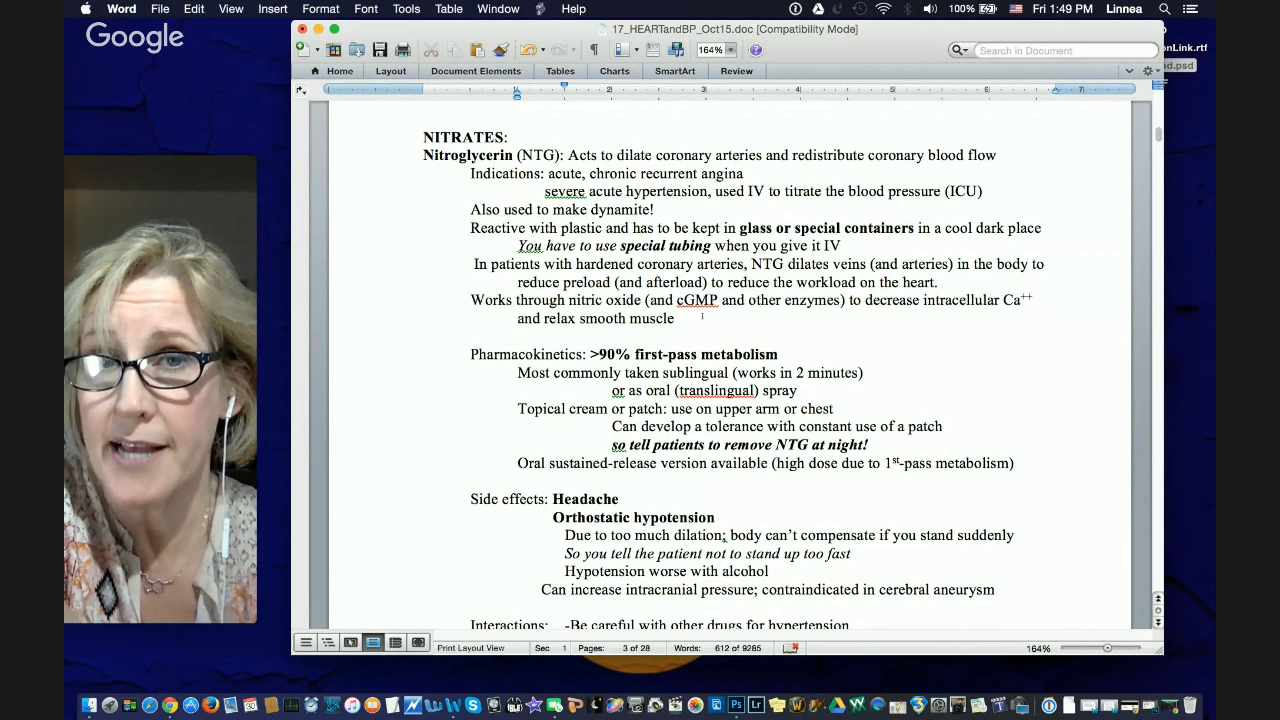 Word File Edit View Insert Format Font Tools Table Window Help 100% Fri 1:49 PM Linnea
Google
17_HEARTandBP_Oct15.doc [Compatibility Mode]
onLink.rtf
164% Search in Document
nd.psd
Home Layout Document Elements Tables Charts SmartArt Review
1 2 3 4 5 6 7
NITRATES:
Nitroglycerin (NTG): Acts to dilate coronary arteries and redistribute coronary blood flow
Indications: acute, chronic recurrent angina
severe acute hypertension, used IV to titrate the blood pressure (ICU)
Also used to make dynamite!
Reactive with plastic and has to be kept in glass or special containers in a cool dark place
You have to use special tubing when you give it IV
In patients with hardened coronary arteries, NTG dilates veins (and arteries) in the body to
reduce preload (and afterload) to reduce the workload on the heart.
Works through nitric oxide (and cGMP and other enzymes) to decrease intracellular Ca++
and relax smooth muscle
Pharmacokinetics: >90% first-pass metabolism
Most commonly taken sublingual (works in 2 minutes)
or as oral (translingual) spray
Topical cream or patch: use on upper arm or chest
Can develop a tolerance with constant use of a patch
so tell patients to remove NTG at night!
Oral sustained-release version available (high dose due to 1st-pass metabolism)
Side effects: Headache
Orthostatic hypotension
Due to too much dilation; body can't compensate if you stand suddenly
So you tell the patient not to stand up too fast
Hypotension worse with alcohol
Can increase intracranial pressure; contraindicated in cerebral aneurysm
Interactions: -Be careful with other drugs for hypertension
Print Layout View Sec 1 Pages: 3 of 28 Words: 612 of 9285 164%